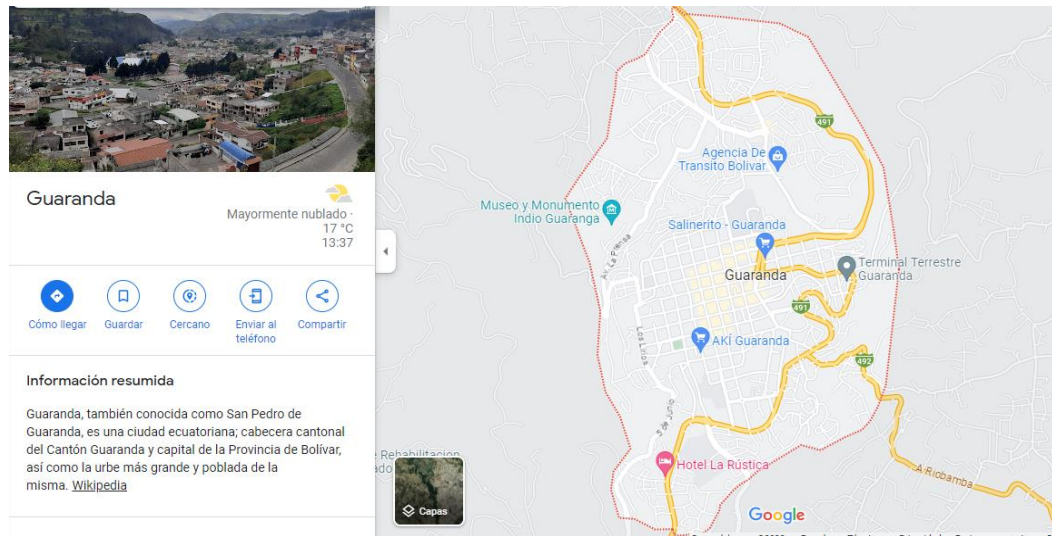 Guaranda
Mayormente nublado ·
17 °C
13:37
Cómo llegar
Guardar
Cercano
Enviar al
teléfono
Compartir
Información resumida
Guaranda, también conocida como San Pedro de
Guaranda, es una ciudad ecuatoriana; cabecera cantonal
del Cantón Guaranda y capital de la Provincia de Bolívar,
así como la urbe más grande y poblada de la
misma. Wikipedia
491
Agencia De
Transito Bolivar
Museo y Monumento
Indio Guaranga
Salinerito - Guaranda
Av. La Prensa
Terminal Terrestre
Guaranda
Guaranda
491
Los Lirios
AKÍ Guaranda
492
5 de Junio
Rehabilitacion
Hotel La Rústica
A Riobamba
Capas
Google